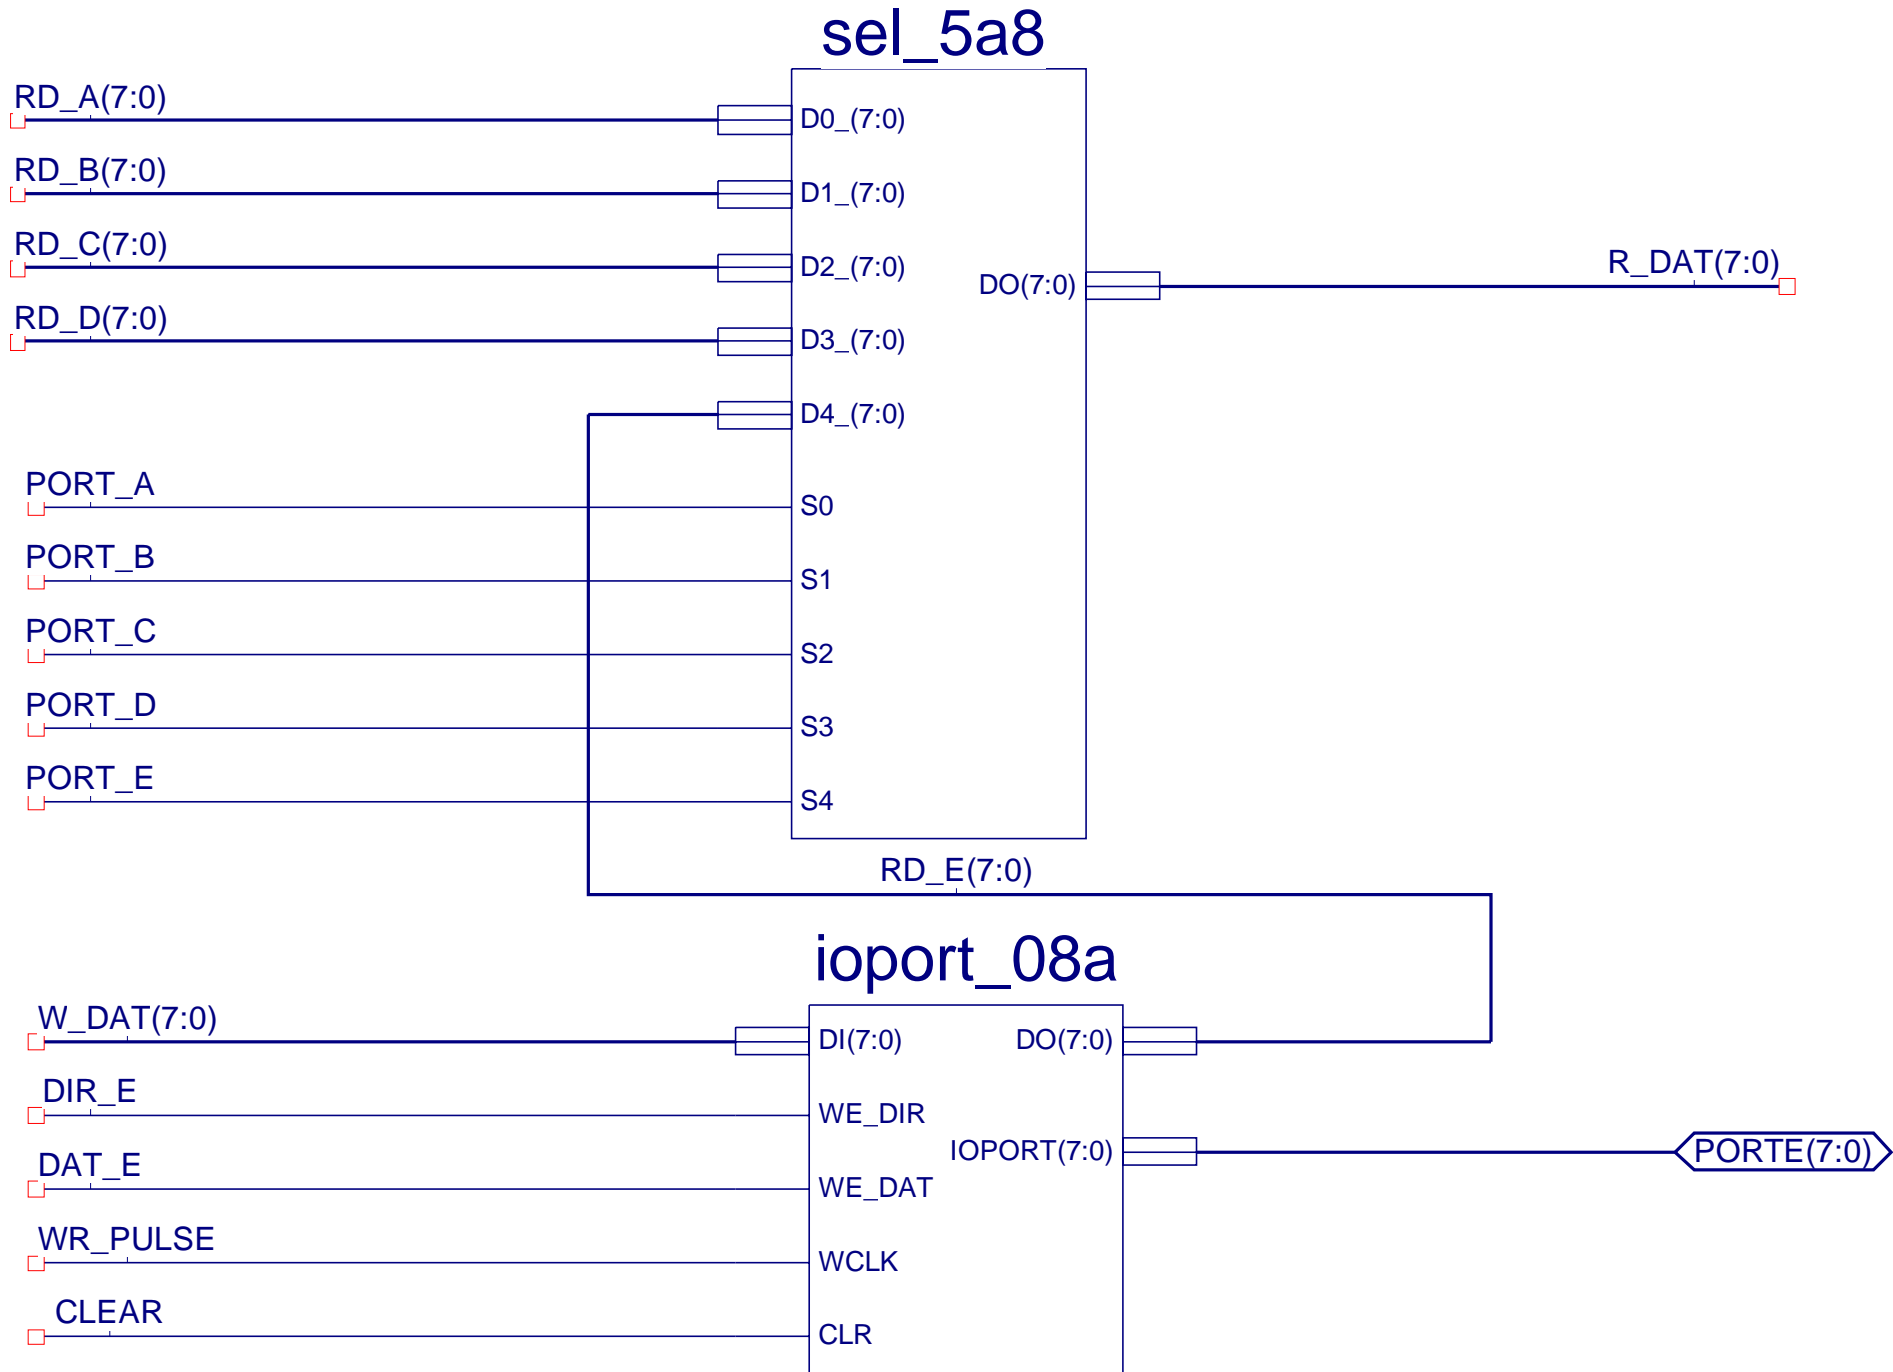 sel_5a8
RD_A(7:0)
D0_(7:0)
RD_B(7:0)
D1_(7:0)
RD_C(7:0)
D2_(7:0)
R_DAT(7:0)
DO(7:0)
RD_D(7:0)
D3_(7:0)
D4_(7:0)
PORT_A
S0
PORT_B
S1
PORT_C
S2
PORT_D
S3
PORT_E
S4
RD_E(7:0)
ioport_08a
W_DAT(7:0)
DI(7:0)
DO(7:0)
DIR_E
WE_DIR
IOPORT(7:0)
PORTE(7:0)
DAT_E
WE_DAT
WR_PULSE
WCLK
CLEAR
CLR